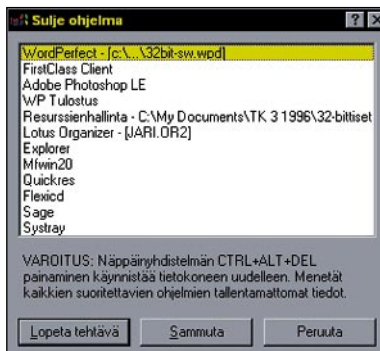 Sulje ohjelma
WordPerfect - [c:\...\32bit-sw.wpd]
FirstClass Client
Adobe Photoshop LE
WP Tulostus
Resurssienhallinta - C:\My Documents\TK 3 1996\32-bittiset
Lotus Organizer - [JARI.OR2]
Explorer
Mfwin20
Quickres
Flexicd
Sage
Systray
VAROITUS: Näppäinyhdistelmän CTRL+ALT+DEL
painaminen käynnistää tietokoneen uudelleen. Menetät
kaikkien suoritettavien ohjelmien tallentamattomat tiedot.
Lopeta tehtävä Sammuta Peruuta